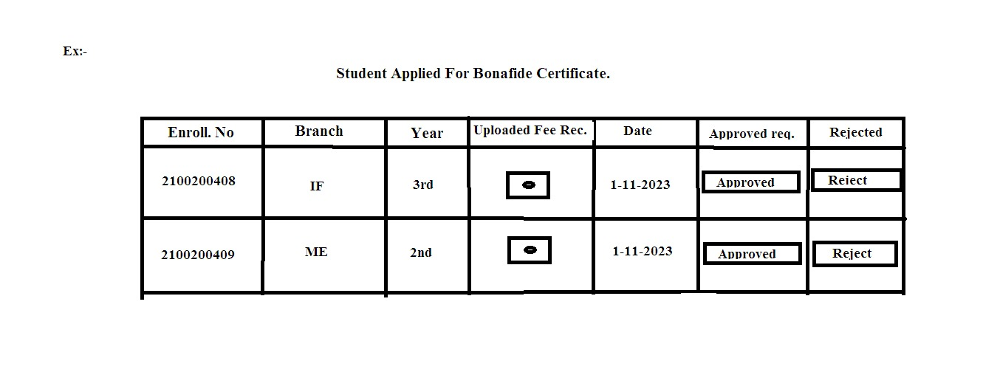 Ex:-
Student Applied For Bonafide Certificate.
Enroll. No Branch Year Uploaded Fee Rec. Date Approved req. Rejected
2100200408 IF 3rd 1-11-2023 Approved Reject
2100200409 ME 2nd 1-11-2023 Approved Reject